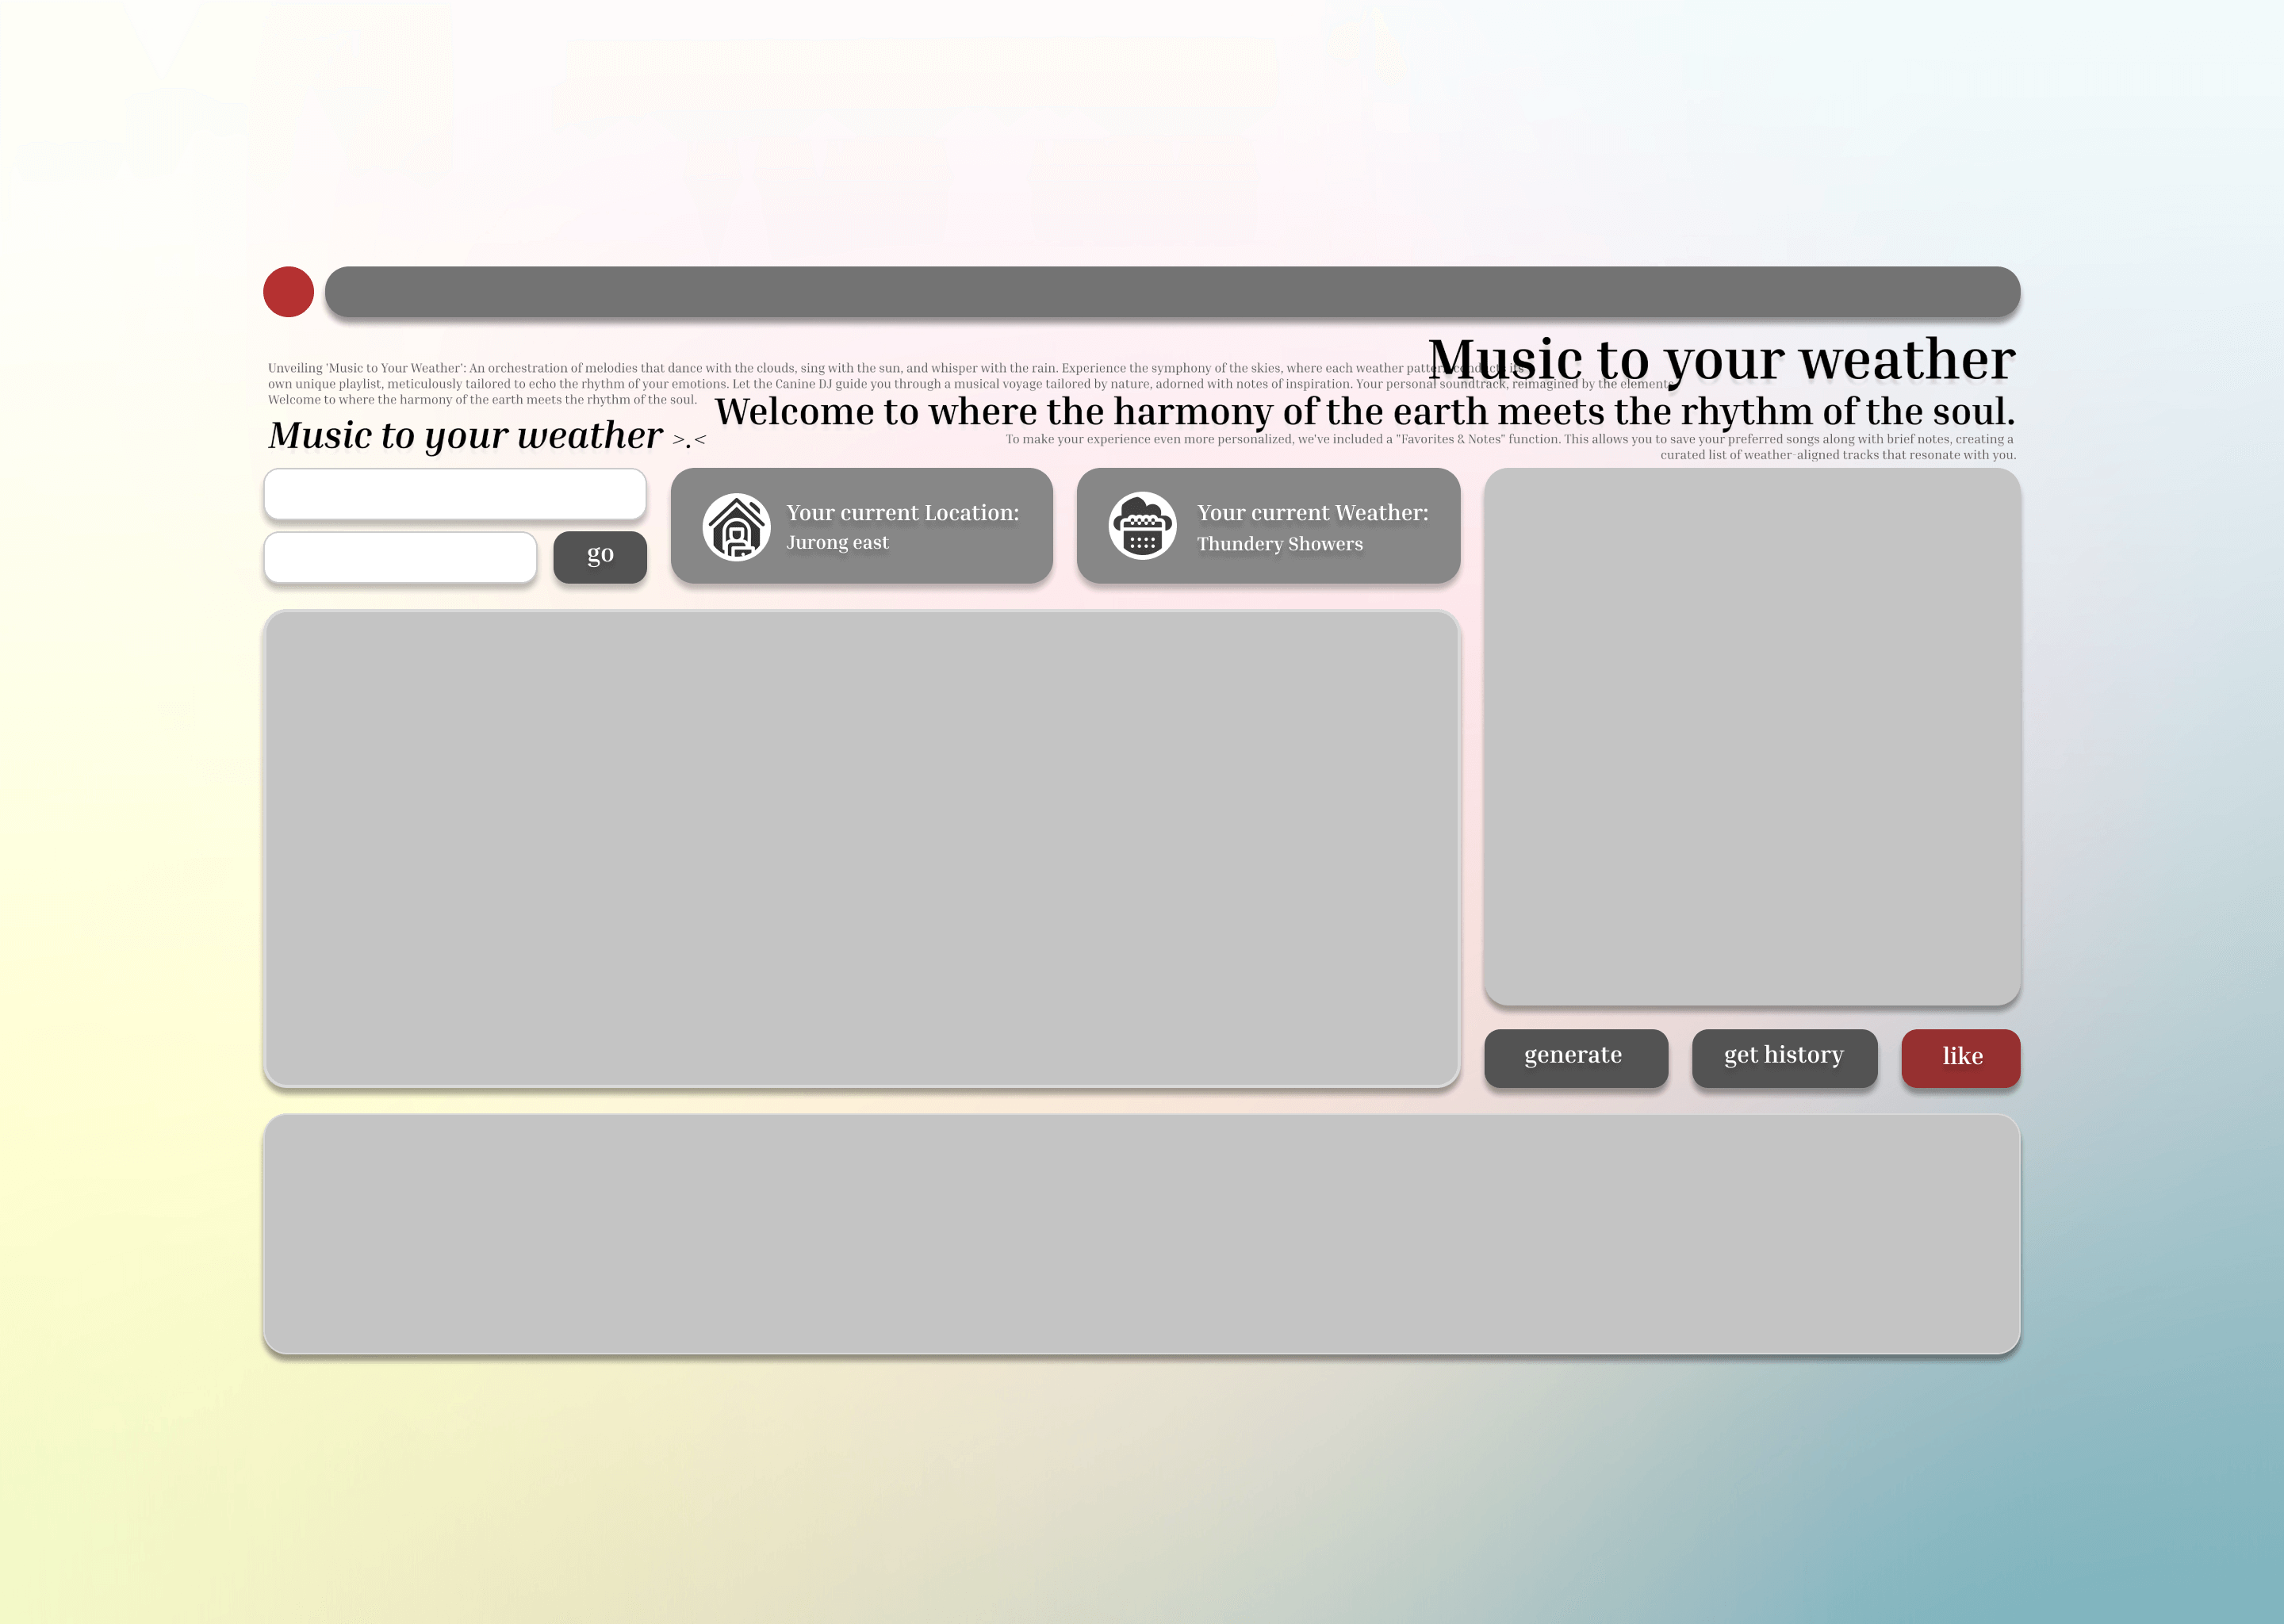 Music to your weather
Unveiling 'Music to Your Weather': An orchestration of melodies that dance with the clouds, sing with the sun, and whisper with the rain. Experience the symphony of the skies, where each weather pattern conducts its
own unique playlist, meticulously tailored to echo the rhythm of your emotions. Let the Canine DJ guide you through a musical voyage tailored by nature, adorned with notes of inspiration. Your personal soundtrack, reimagined by the elements.
Welcome to where the harmony of the earth meets the rhythm of the soul.
Welcome to where the harmony of the earth meets the rhythm of the soul.
Music to your weather >.<
To make your experience even more personalized, we've included a "Favorites & Notes" function. This allows you to save your preferred songs along with brief notes, creating a
curated list of weather-aligned tracks that resonate with you.
go
Your current Location:
Jurong east
Your current Weather:
Thundery Showers
generate
get history
like